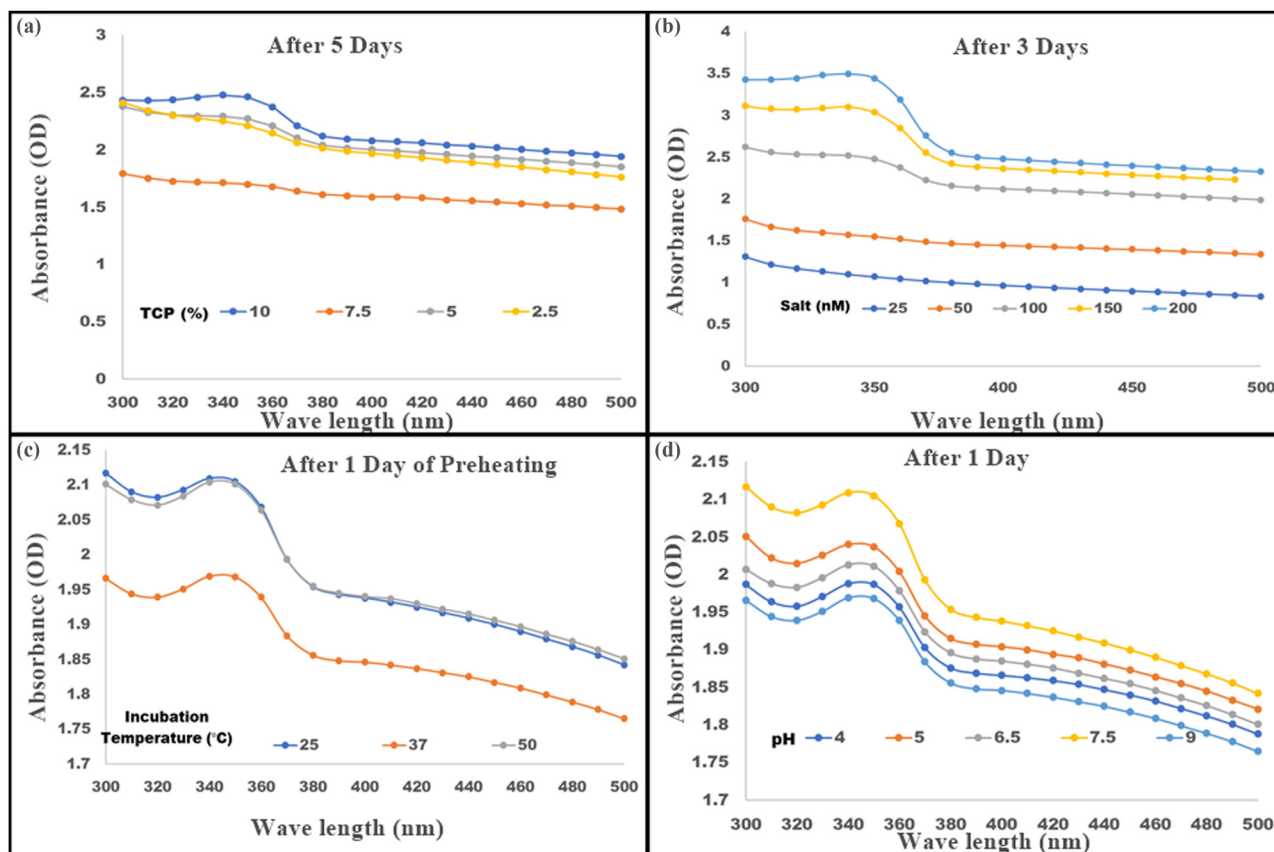 (a)
After 5 Days
3
2.5
2
1.5
1
0.5
0
Absorbance (OD)
TCP (%) 10 7.5 5 2.5
300 320 340 360 380 400 420 440 460 480 500
Wave length (nm)
(b)
After 3 Days
4
3.5
3
2.5
2
1.5
1
0.5
0
Absorbance (OD)
Salt (nM) 25 50 100 150 200
300 350 400 450 500
Wave length (nm)
(c)
After 1 Day of Preheating
2.15
2.1
2.05
2
1.95
1.9
1.85
1.8
1.75
1.7
Absorbance (OD)
Incubation
Temperature (°C) 25 37 50
300 320 340 360 380 400 420 440 460 480 500
Wave length (nm)
(d)
After 1 Day
2.15
2.1
2.05
2
1.95
1.9
1.85
1.8
1.75
1.7
Absorbance (OD)
pH 4 5 6.5 7.5 9
300 320 340 360 380 400 420 440 460 480 500
Wave length (nm)